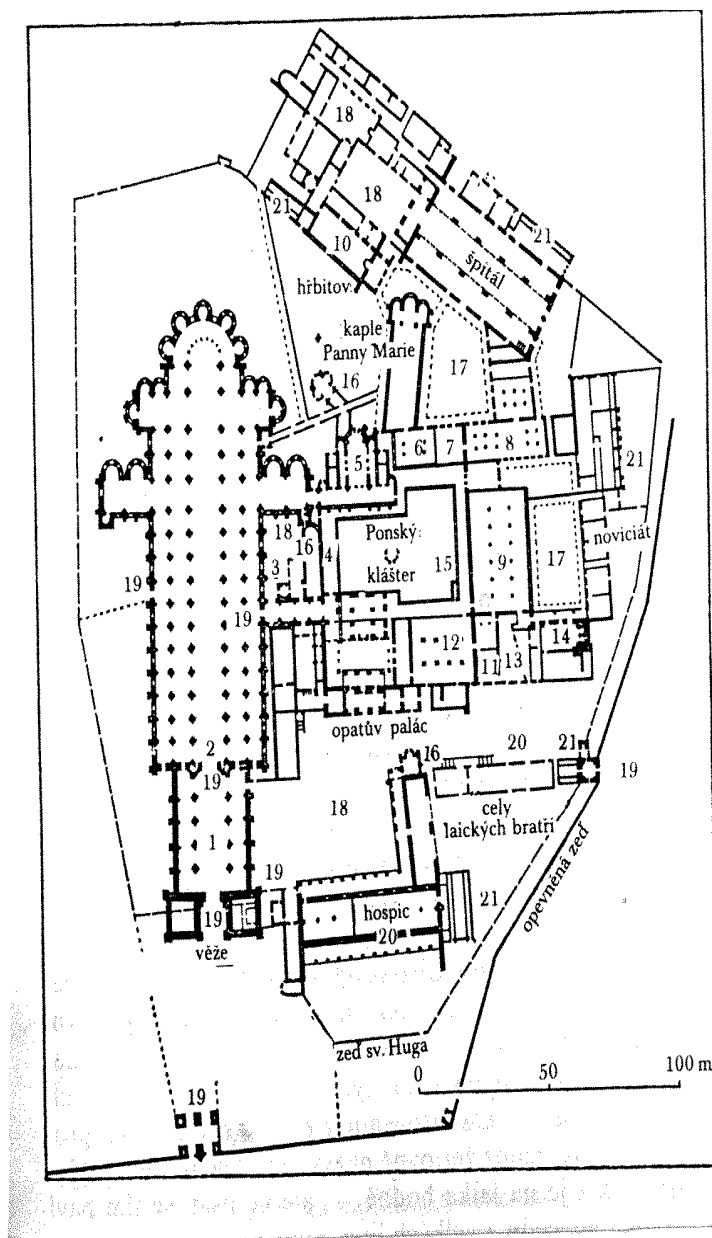 18
18
21
10
21
špitál
hřbitov
kaple
Panny Marie
16
17
6
7
8
5
21
18
16
Ponský
klášter
noviciát
3
4
15
9
17
19
19
12
14
11
13
opatův palác
2
16
20
21
19
19
cely
laických bratří
18
1
opevněná zeď
19
21
19
hospic
20
věže
zeď sv. Huga
0
50
100 m
19